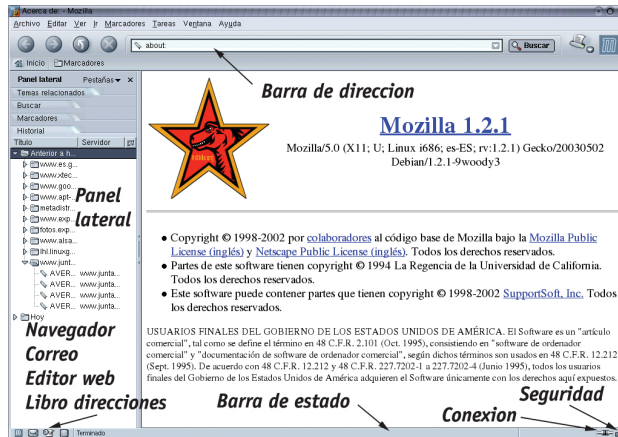 Acerca de: - Mozilla
Archivo Editar Ver Ir Marcadores Tareas Ventana Ayuda
about:
Buscar
Inicio Marcadores
Panel lateral Pestañas
Temas relacionados
Buscar
Marcadores
Historial
Título Servidor
Anterior a h...
www.es.g...
www.xtec...
www.goo...
www.apt-...
metadistr...
www.exp...
fotos.exp...
www.alsa...
lhl.linuxg...
www.junt...
AVER... www.junta...
AVER... www.junta...
AVER... www.junta...
Hoy
Barra de direccion
Panel
lateral
Navegador
Correo
Editor web
Libro direcciones
Mozilla 1.2.1
Mozilla/5.0 (X11; U; Linux i686; es-ES; rv:1.2.1) Gecko/20030502
Debian/1.2.1-9woody3
● Copyright © 1998-2002 por colaboradores al código base de Mozilla bajo la Mozilla Public
License (inglés) y Netscape Public License (inglés). Todos los derechos reservados.
● Partes de este software tienen copyright © 1994 La Regencia de la Universidad de California.
Todos los derechos reservados.
● Este software puede contener partes que tienen copyright © 1998-2002 SupportSoft, Inc. Todos
los derechos reservados.
USUARIOS FINALES DEL GOBIERNO DE LOS ESTADOS UNIDOS DE AMÉRICA. El Software es un "artículo
comercial", tal como se define el término en 48 C.F.R. 2.101 (Oct. 1995), consistiendo en "software de ordenador
comercial" y "documentación de software de ordenador comercial", según dichos términos son usados en 48 C.F.R. 12.212
(Sept. 1995). De acuerdo con 48 C.F.R. 12.212 y 48 C.F.R. 227.7202-1 a 227.7202-4 (Junio 1995), todos los usuarios
finales del Gobierno de los Estados Unidos de América adquieren el Software únicamente con los derechos aquí expuestos.
Barra de estado
Seguridad
Conexion
Terminado